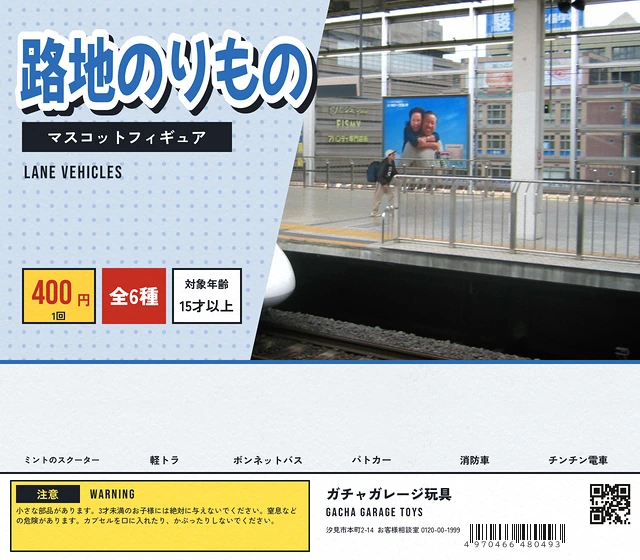 路地のりもの
マスコットフィギュア
LANE VEHICLES
400円
1回
全6種
対象年齢
15才以上
駿
FISHY
ミントのスクーター
軽トラ
ボンネットバス
パトカー
消防車
チンチン電車
注意 WARNING
小さな部品があります。3才未満のお子様には絶対に与えないでください。窒息など
の危険があります。カプセルを口に入れたり、かぶったりしないでください。
ガチャガレージ玩具
GACHA GARAGE TOYS
汐見市本町2-14 お客様相談室 0120-00-1999
4 970466 480493